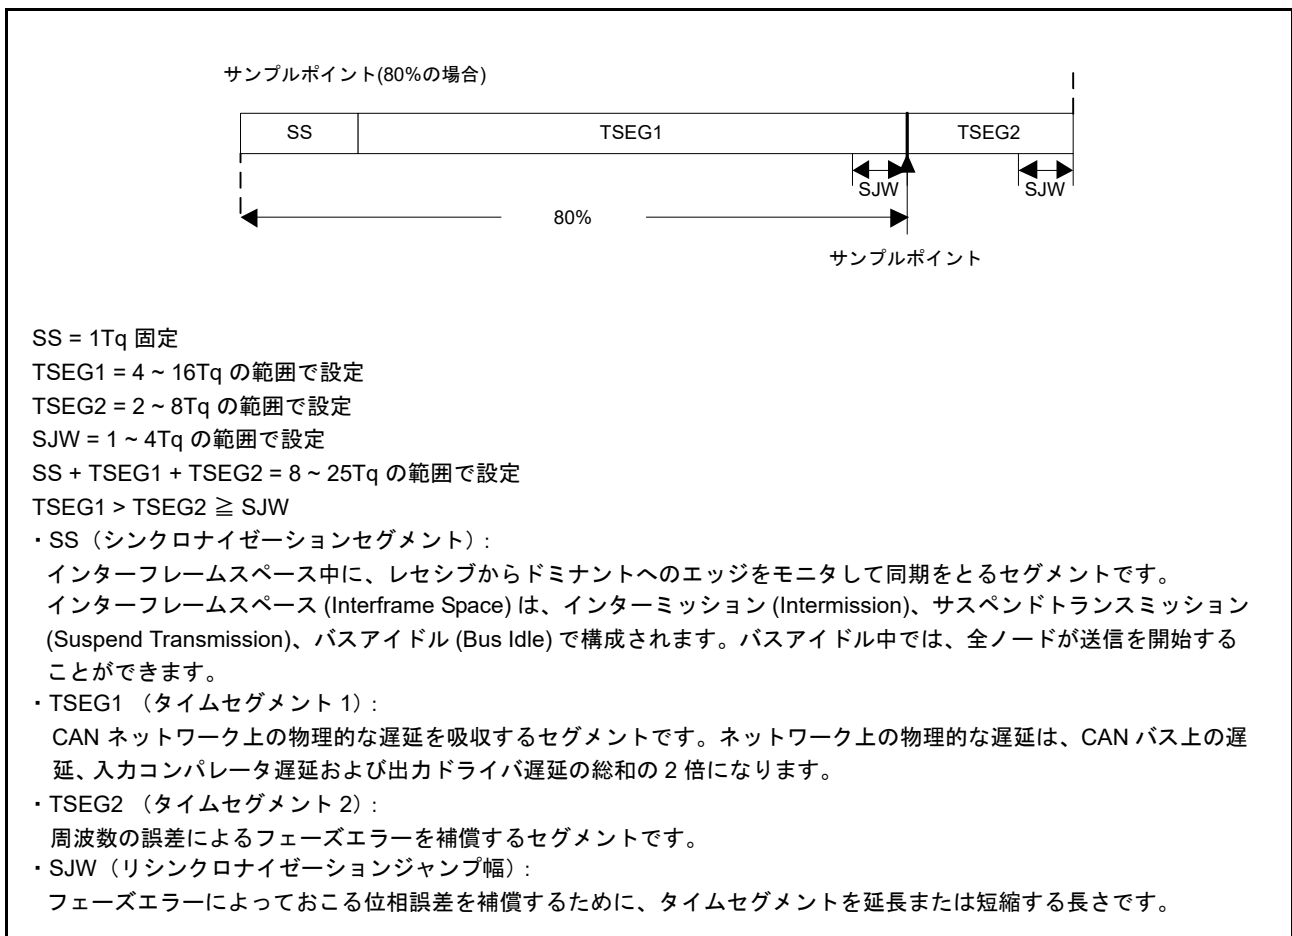 サンプルポイント(80%の場合)
SS TSEG1 TSEG2
SJW SJW
80%
サンプルポイント
SS = 1Tq 固定
TSEG1 = 4 ~ 16Tq の範囲で設定
TSEG2 = 2 ~ 8Tq の範囲で設定
SJW = 1 ~ 4Tq の範囲で設定
SS + TSEG1 + TSEG2 = 8 ~ 25Tq の範囲で設定
TSEG1 > TSEG2 ≧ SJW
・SS（シンクロナイゼーションセグメント）:
インターフレームスペース中に、レセシブからドミナントへのエッジをモニタして同期をとるセグメントです。
インターフレームスペース (Interframe Space) は、インターミッション (Intermission)、サスペンドトランスミッション
(Suspend Transmission)、バスアイドル (Bus Idle) で構成されます。バスアイドル中では、全ノードが送信を開始する
ことができます。
・TSEG1 （タイムセグメント 1）:
CAN ネットワーク上の物理的な遅延を吸収するセグメントです。ネットワーク上の物理的な遅延は、CAN バス上の遅
延、入力コンパレータ遅延および出力ドライバ遅延の総和の 2 倍になります。
・TSEG2 （タイムセグメント 2）:
周波数の誤差によるフェーズエラーを補償するセグメントです。
・SJW（リシンクロナイゼーションジャンプ幅）:
フェーズエラーによっておこる位相誤差を補償するために、タイムセグメントを延長または短縮する長さです。